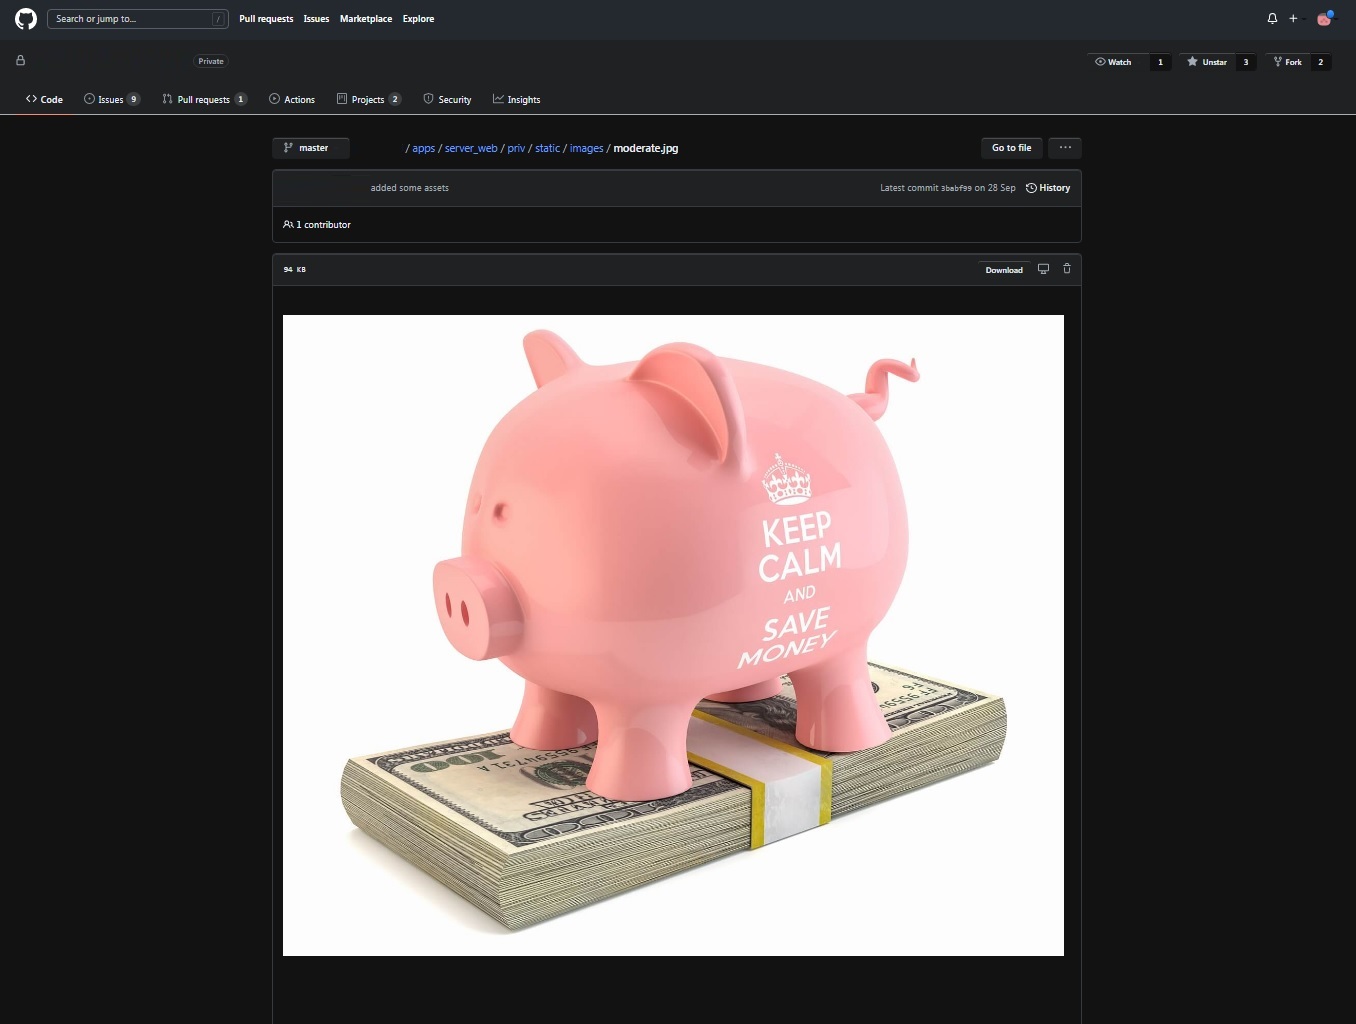 Search or jump to... /
Pull requests Issues Marketplace Explore
Private
Watch 1 Unstar 3 Fork 2
Code Issues 9 Pull requests 1 Actions Projects 2 Security Insights
master / apps / server_web / priv / static / images / moderate.jpg Go to file ...
added some assets Latest commit 3babf99 on 28 Sep History
1 contributor
94 KB Download
KEEP
CALM
AND
SAVE
MONEY